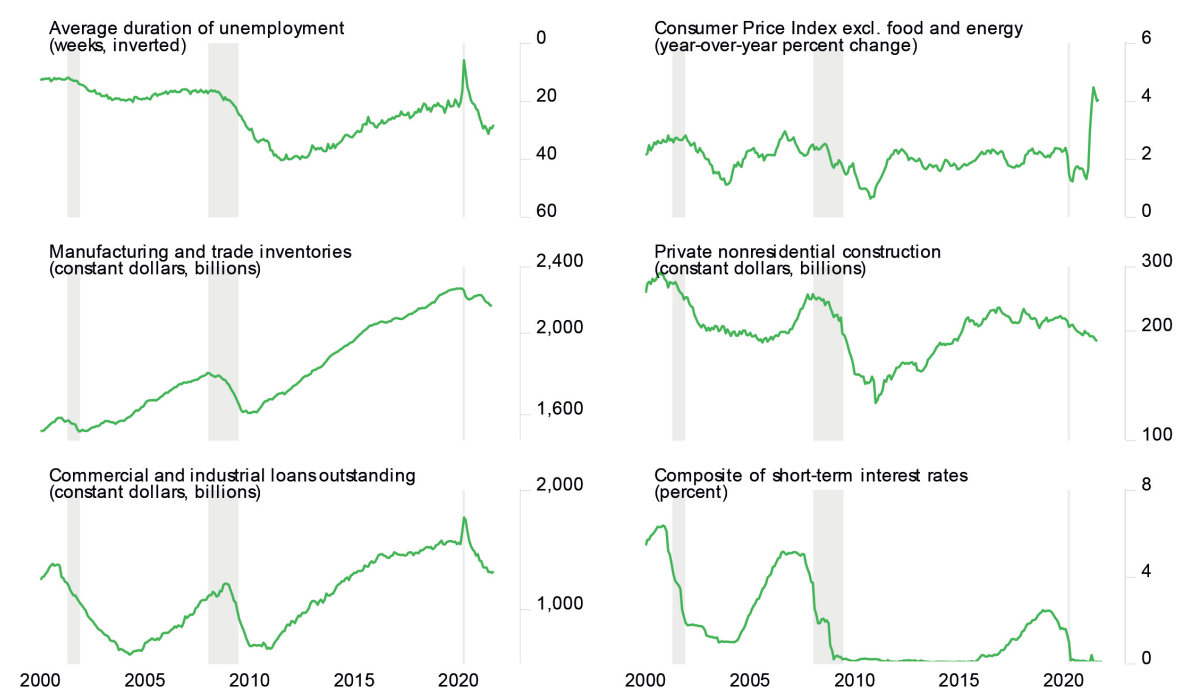 Average duration of unemployment
(weeks, inverted)
0
20
40
60
Consumer Price Index excl. food and energy
(year-over-year percent change)
6
4
2
0
Manufacturing and trade inventories
(constant dollars, billions)
2,400
2,000
1,600
Private nonresidential construction
(constant dollars, billions)
300
200
100
Commercial and industrial loans outstanding
(constant dollars, billions)
2,000
1,000
2000 2005 2010 2015 2020
Composite of short-term interest rates
(percent)
8
4
0
2000 2005 2010 2015 2020